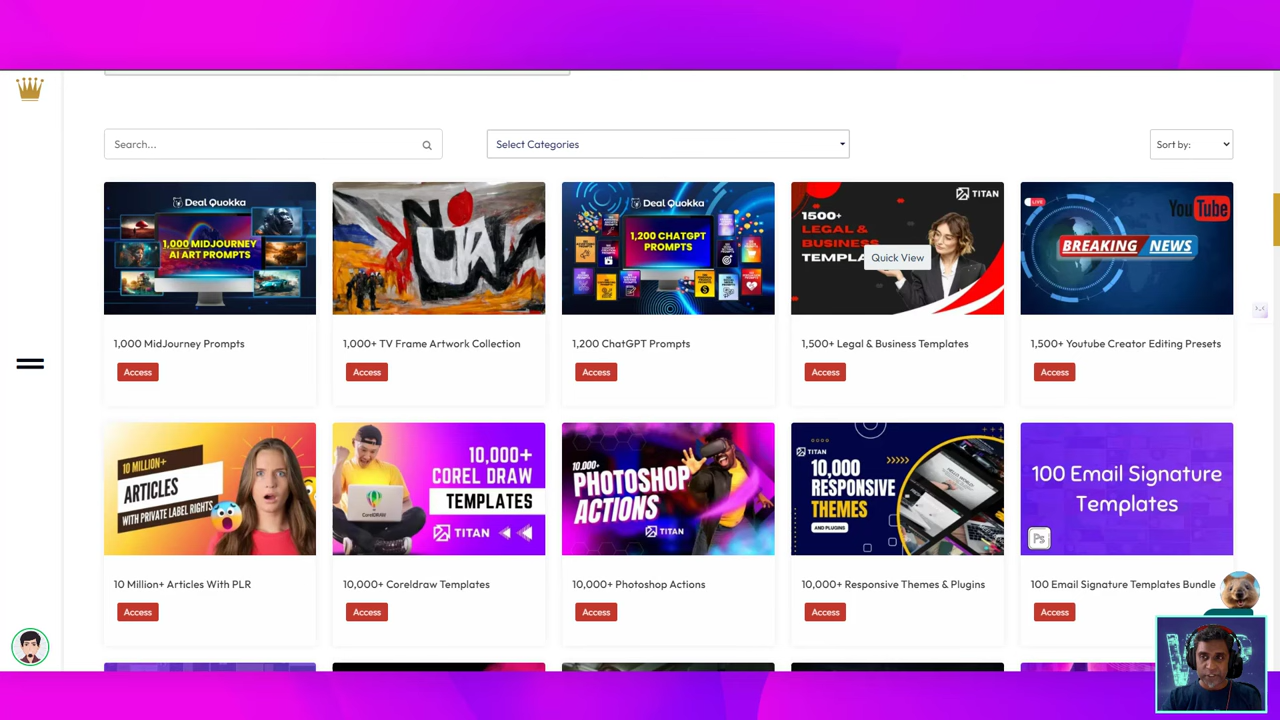 Search...
Select Categories
Sort by:
Deal Quokka
1,000 MIDJOURNEY
AI ART PROMPTS
NO
Deal Quokka
1,200 CHATGPT
PROMPTS
TITAN
1500+
LEGAL &
BUSINESS
Quick View
LIVE
YouTube
BREAKING NEWS
1,000 MidJourney Prompts
1,000+ TV Frame Artwork Collection
1,200 ChatGPT Prompts
1,500+ Legal & Business Templates
1,500+ Youtube Creator Editing Presets
Access
Access
Access
Access
Access
10 MILLION+
ARTICLES
WITH PRIVATE LABEL RIGHTS
10,000+
COREL DRAW
TEMPLATES
CorelDRAW
TITAN
10.000+
PHOTOSHOP
ACTIONS
TITAN
TITAN
10,000
RESPONSIVE
THEMES
AND PLUGINS
100 Email Signature
Templates
Ps
10 Million+ Articles With PLR
10,000+ Coreldraw Templates
10,000+ Photoshop Actions
10,000+ Responsive Themes & Plugins
100 Email Signature Templates Bundle
Access
Access
Access
Access
Access